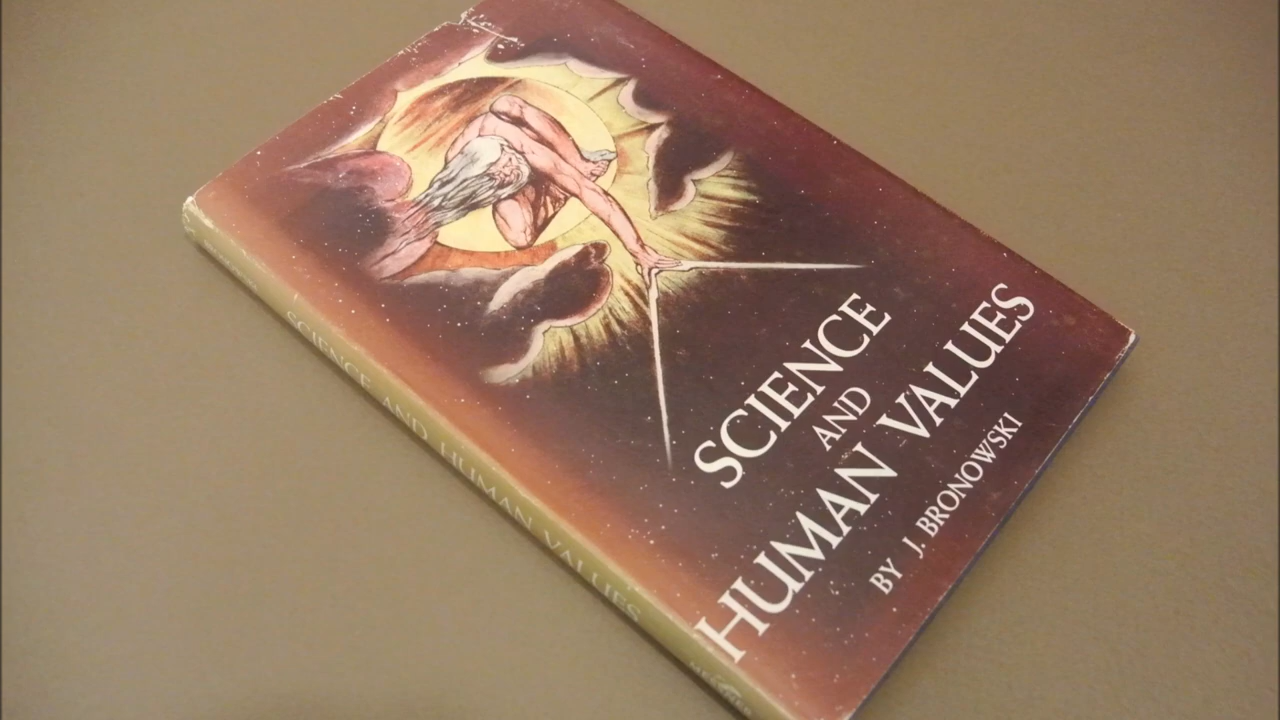 SCIENCE
AND
HUMAN VALUES
BY J. BRONOWSKI
SCIENCE AND HUMAN VALUES